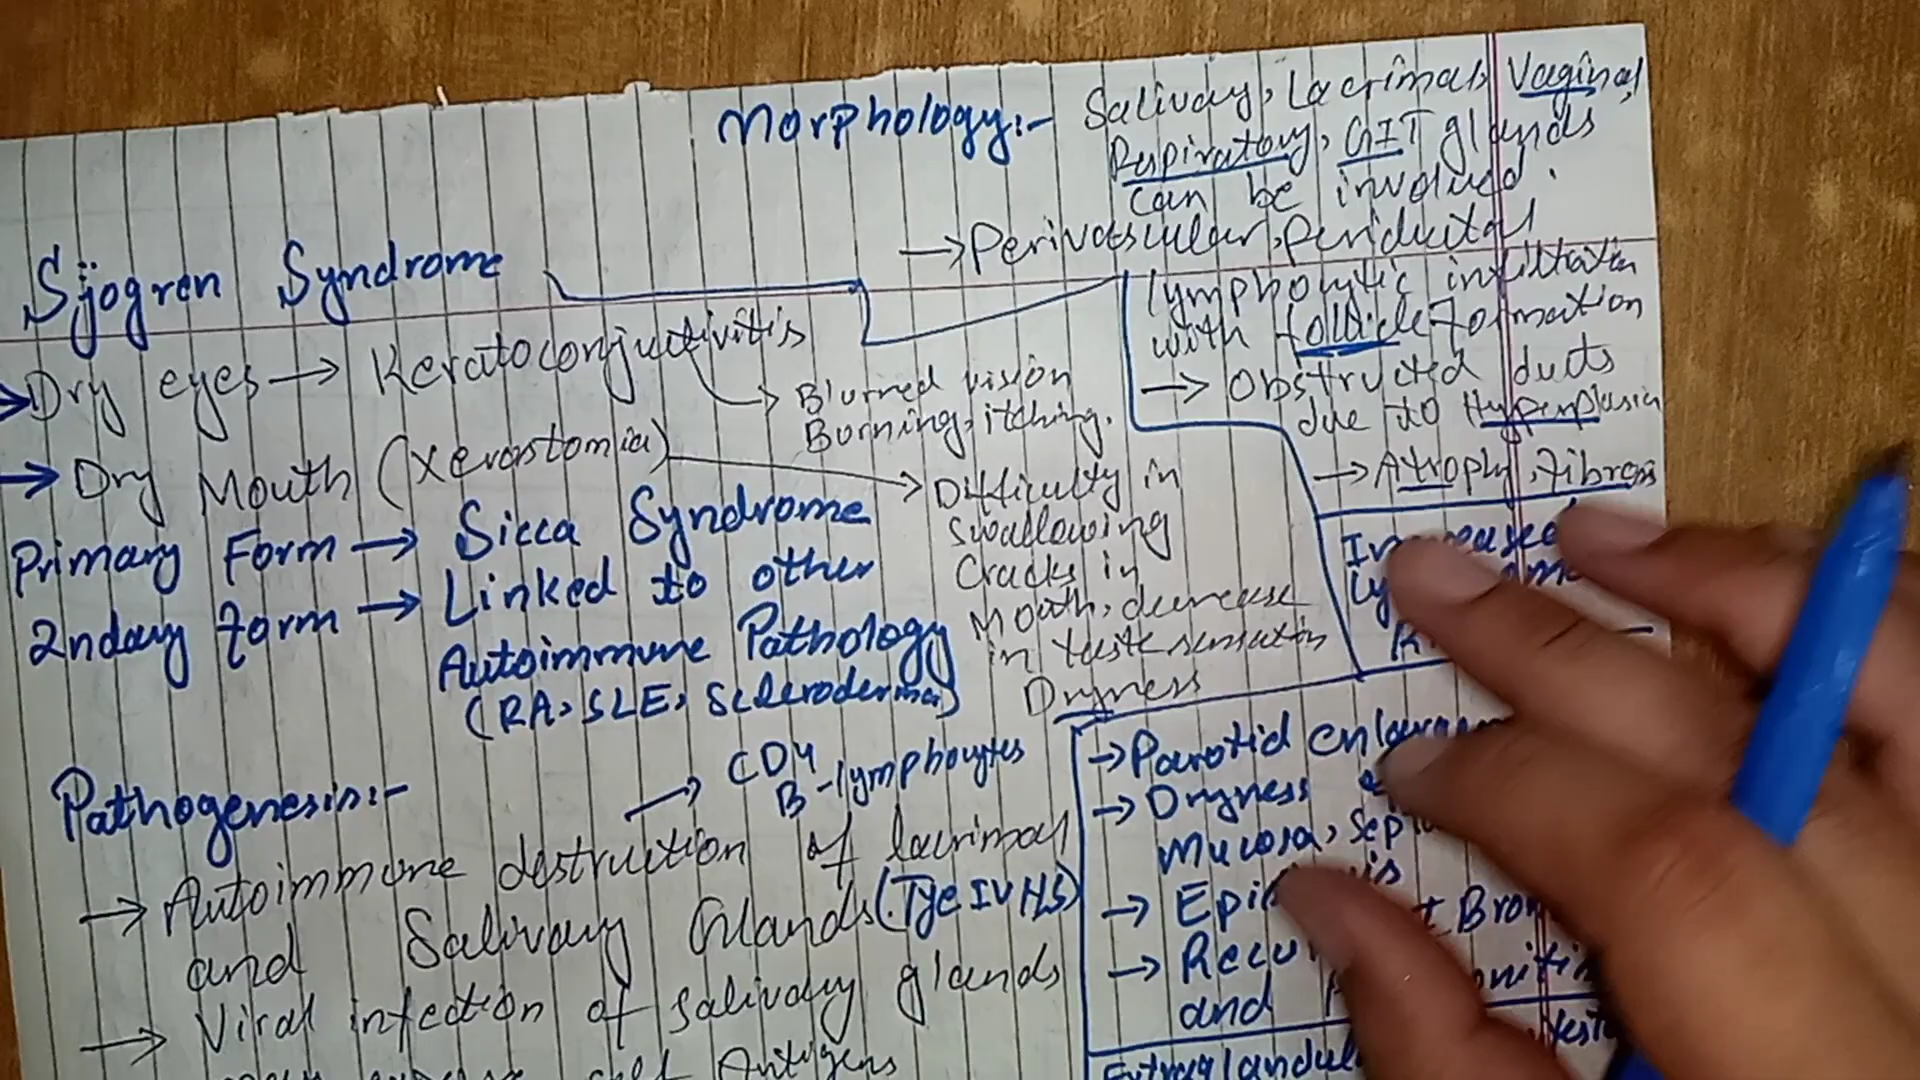 Sjogren Syndrome
Dry eyes → Keratoconjuctivitis
→ Blurred vision
Burning, itching.
→ Dry Mouth (Xerostomia)
→ Difficulty in
swallowing
Cracks in
Mouth, decrease
in taste sensation
Dryness
Primary Form → Sicca Syndrome
2nday form → Linked to other
Autoimmune Pathology
(RA, SLE, Scleroderma)
Pathogenesis:-
→ CD4
B-lymphocytes
→ Autoimmune destruction of lacrimal
and Salivary Glands (Tye IV HS)
→ Viral infection of salivary glands
self Antigens
Morphology:- Salivary, Lacrimal, Vaginal,
Respiratory, GIT glands
can be involved.
→ Perivascular, periductal
lymphocytic infiltration
with follicle formation
→ Obstructed ducts
due to Hyperplasia
→ Atrophy, fibrosis
Increased
→ Parotid
→ Dryness
Mucosa,
→
→
and